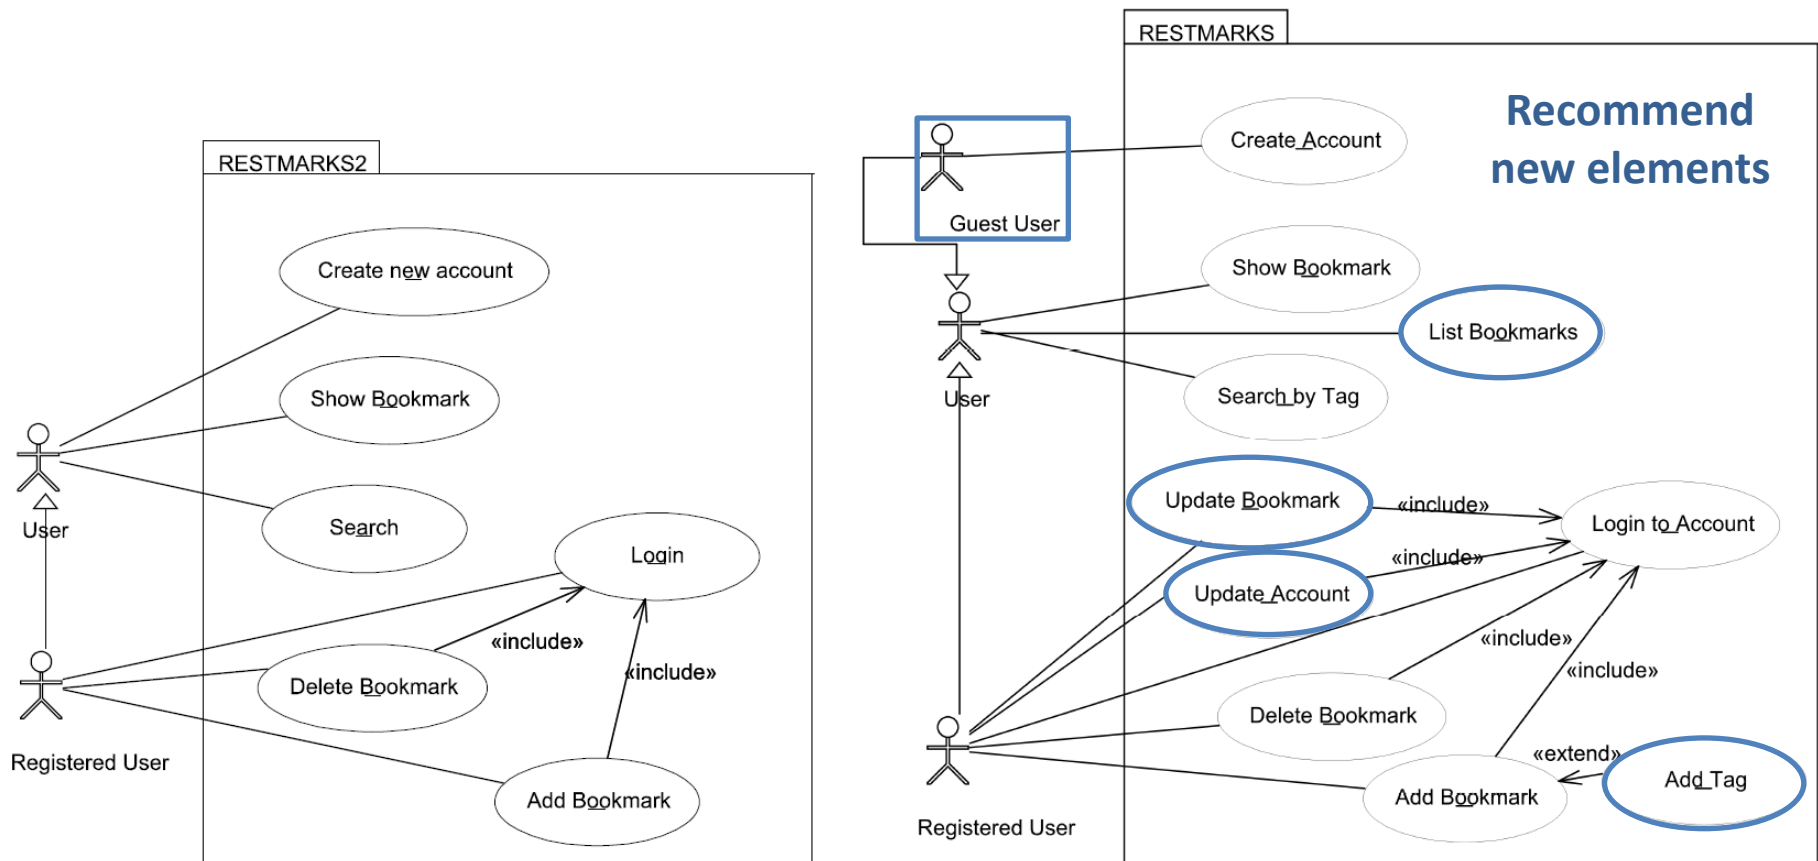 RESTMARKS2
Create new account
Show Bookmark
Search
User
Login
«include»
«include»
Delete Bookmark
Registered User
Add Bookmark
RESTMARKS
Recommend
new elements
Create Account
Guest User
Show Bookmark
List Bookmarks
User
Search by Tag
Update Bookmark
«include»
Login to Account
«include»
Update Account
«include»
«include»
Delete Bookmark
«extend»
Add Tag
Add Bookmark
Registered User